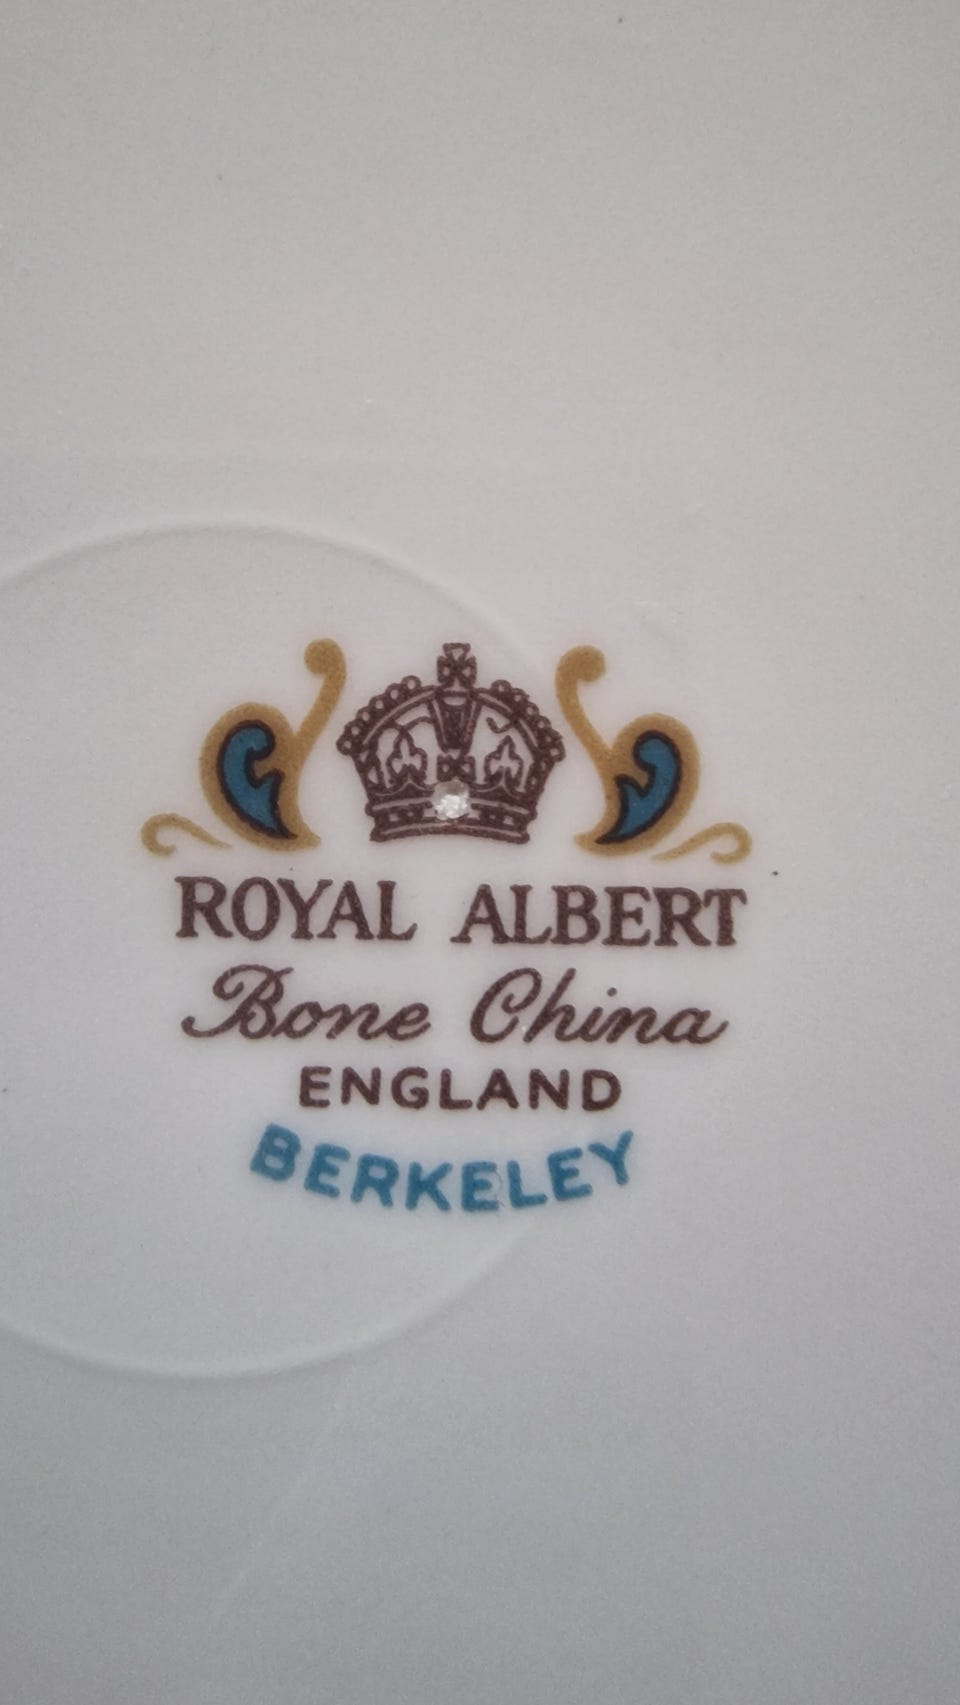 ROYAL ALBERT
Bone China
ENGLAND
BERKELEY